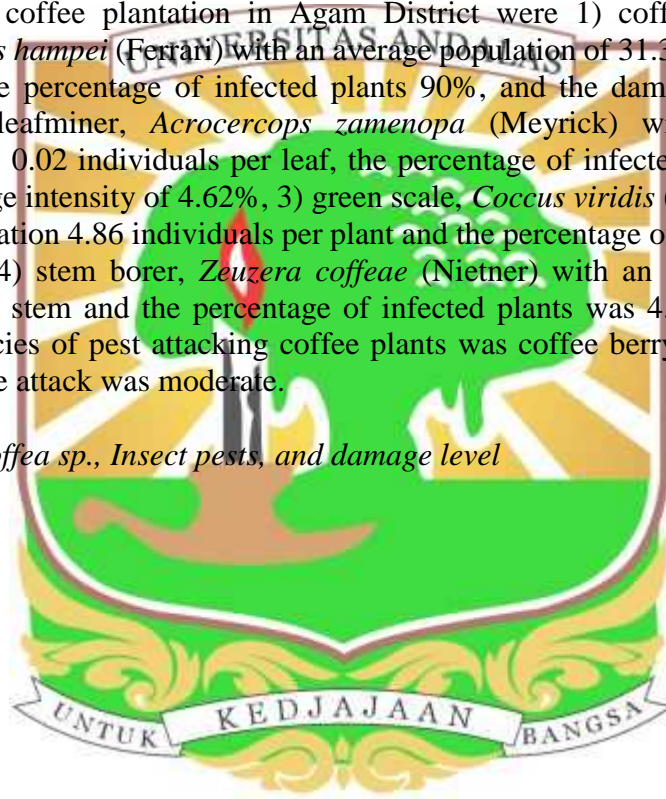 coffee plantation in Agam District were 1) coff
s hampei (Ferrari) with an average population of 31.3
UNIVERSITAS ANDALAS
e percentage of infected plants 90%, and the dam
leafminer, Acrocercops zamenopa (Meyrick) w
0.02 individuals per leaf, the percentage of infecte
ge intensity of 4.62%, 3) green scale, Coccus viridis
ation 4.86 individuals per plant and the percentage o
4) stem borer, Zeuzera coffeae (Nietner) with an
stem and the percentage of infected plants was 4.
cies of pest attacking coffee plants was coffee berry
e attack was moderate.
offea sp., Insect pests, and damage level
UNTUK KEDJAJAAN BANGSA